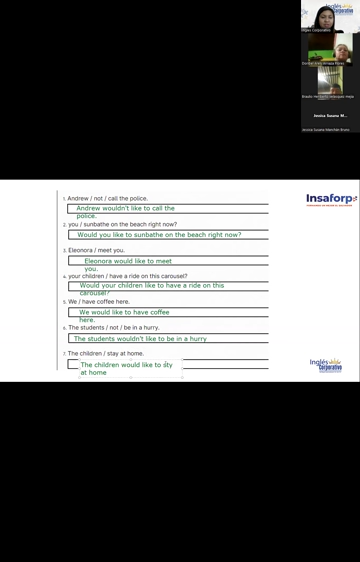 Inglés
Corporativo
Inglés Corporativo
Jessica Susana M...
Insaforp
1. Andrew / not / call the police.
Andrew wouldn't like to call the
police.
2. you / sunbathe on the beach right now?
Would you like to sunbathe on the beach right now?
3. Eleonora / meet you.
Eleonora would like to meet
you.
4. your children / have a ride on this carousel?
Would your children like to have a ride on this
carousel?
5. We / have coffee here.
We would like to have coffee
here.
6. The students / not / be in a hurry.
The students wouldn't like to be in a hurry
7. The children / stay at home.
The children would like to sty
at home
Inglés
Corporativo